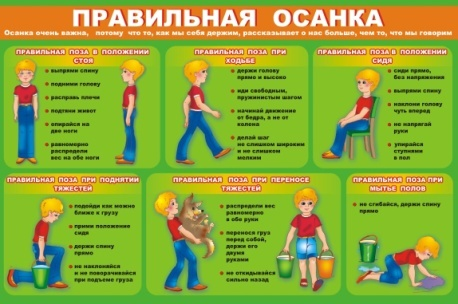 ПРАВИЛЬНАЯ ОСАНКА
Осанка очень важна, потому что то, как мы себя держим, рассказывает о нас больше, чем то, что мы говорим
ПРАВИЛЬНАЯ ПОЗА В ПОЛОЖЕНИИ
СТОЯ
• выпрями спину
• подними голову
• расправь плечи
• подтяни живот
• опирайся на
две ноги
• равномерно
распредели
вес на обе ноги
ПРАВИЛЬНАЯ ПОЗА ПРИ
ХОДЬБЕ
• держи голову
прямо и высоко
• иди свободным,
пружинистым шагом
• начинай движение
от бедра, а не от
колена
• делай шаг
не слишком широким
и не слишком
мелким
ПРАВИЛЬНАЯ ПОЗА В ПОЛОЖЕНИИ
СИДЯ
• сиди прямо,
без напряжения
• выпрями спину
• наклони голову
чуть вперед
• не напрягай
руки
• упирайся
ступнями
в пол
ПРАВИЛЬНАЯ ПОЗА ПРИ ПОДНЯТИИ
ТЯЖЕСТЕЙ
• подойди как можно
ближе к грузу
• прими положение
сидя
• держи спину
прямо
• не наклоняйся
и не поворачивайся
при подъеме груза
ПРАВИЛЬНАЯ ПОЗА ПРИ ПЕРЕНОСЕ
ТЯЖЕСТЕЙ
• распредели вес
равномерно
в обе руки
• перенося груз
перед собой,
держи его
двумя
руками
• не откидывайся
сильно назад
ПРАВИЛЬНАЯ ПОЗА ПРИ
МЫТЬЕ ПОЛОВ
• не сгибайся, держи спину
прямо